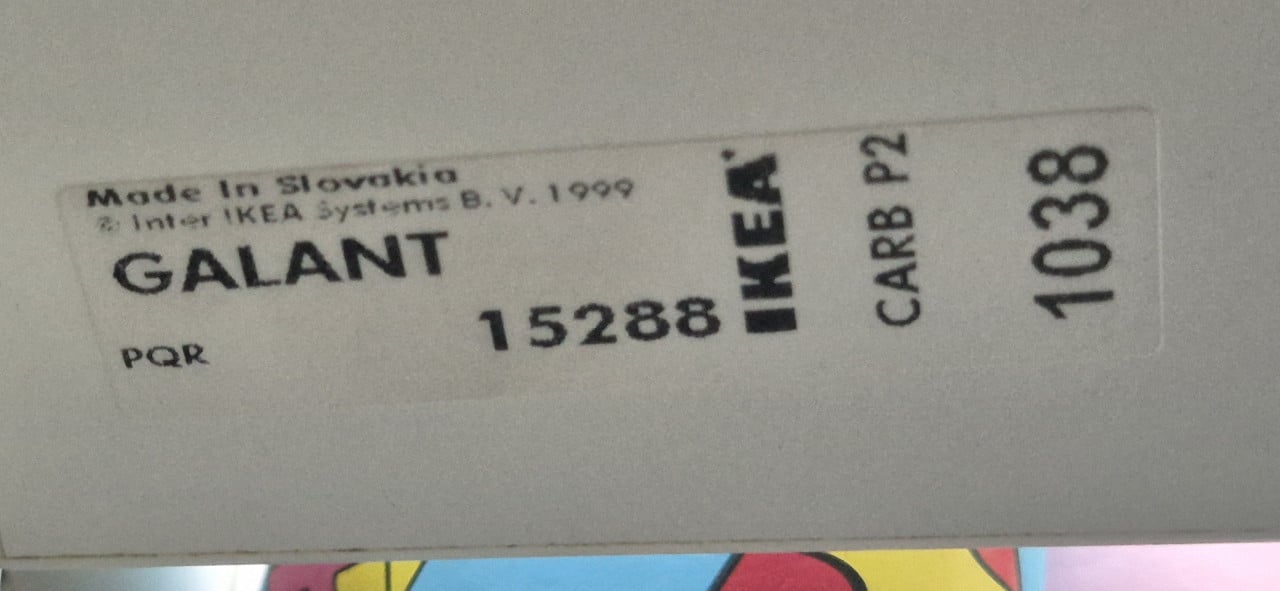 Made In Slovakia
© Inter IKEA Systems B. V. 1999
GALANT
15288
PQR
IKEA
CARB P2
1038